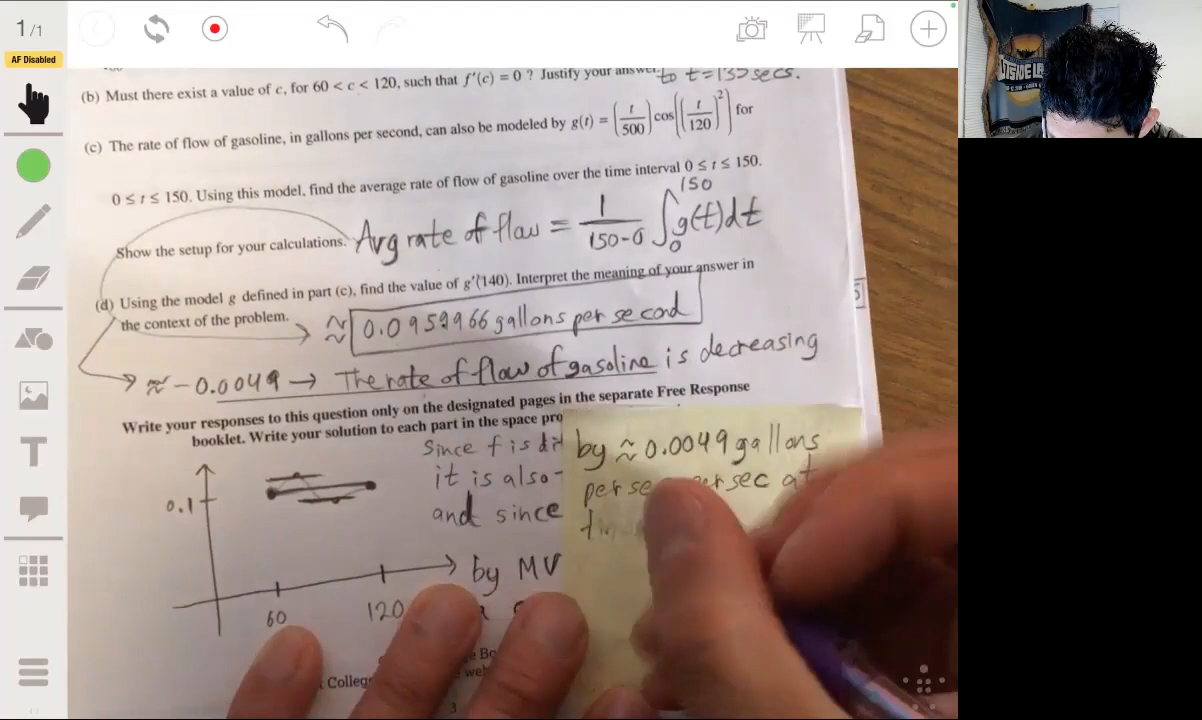 1/1
AF Disabled
to t=135 secs.
(b) Must there exist a value of c, for 60 < c < 120, such that f′(c) = 0 ? Justify your answer.
(c) The rate of flow of gasoline, in gallons per second, can also be modeled by g(t) = (t/500) cos((t/120)²) for
0 ≤ t ≤ 150. Using this model, find the average rate of flow of gasoline over the time interval 0 ≤ t ≤ 150.
Show the setup for your calculations. Avg rate of flow = 1/150-0 ∫₀¹⁵⁰ g(t)dt
(d) Using the model g defined in part (c), find the value of g′(140). Interpret the meaning of your answer in
the context of the problem.
≈ 0.0959966 gallons per second
≈ -0.0049 → The rate of flow of gasoline is decreasing
Write your responses to this question only on the designated pages in the separate Free Response
booklet. Write your solution to each part in the space
Since f is
it is also
and since
by MV
by ≈ 0.0049 gallons
per sec at
0.1
60
120
Colleg
3
T